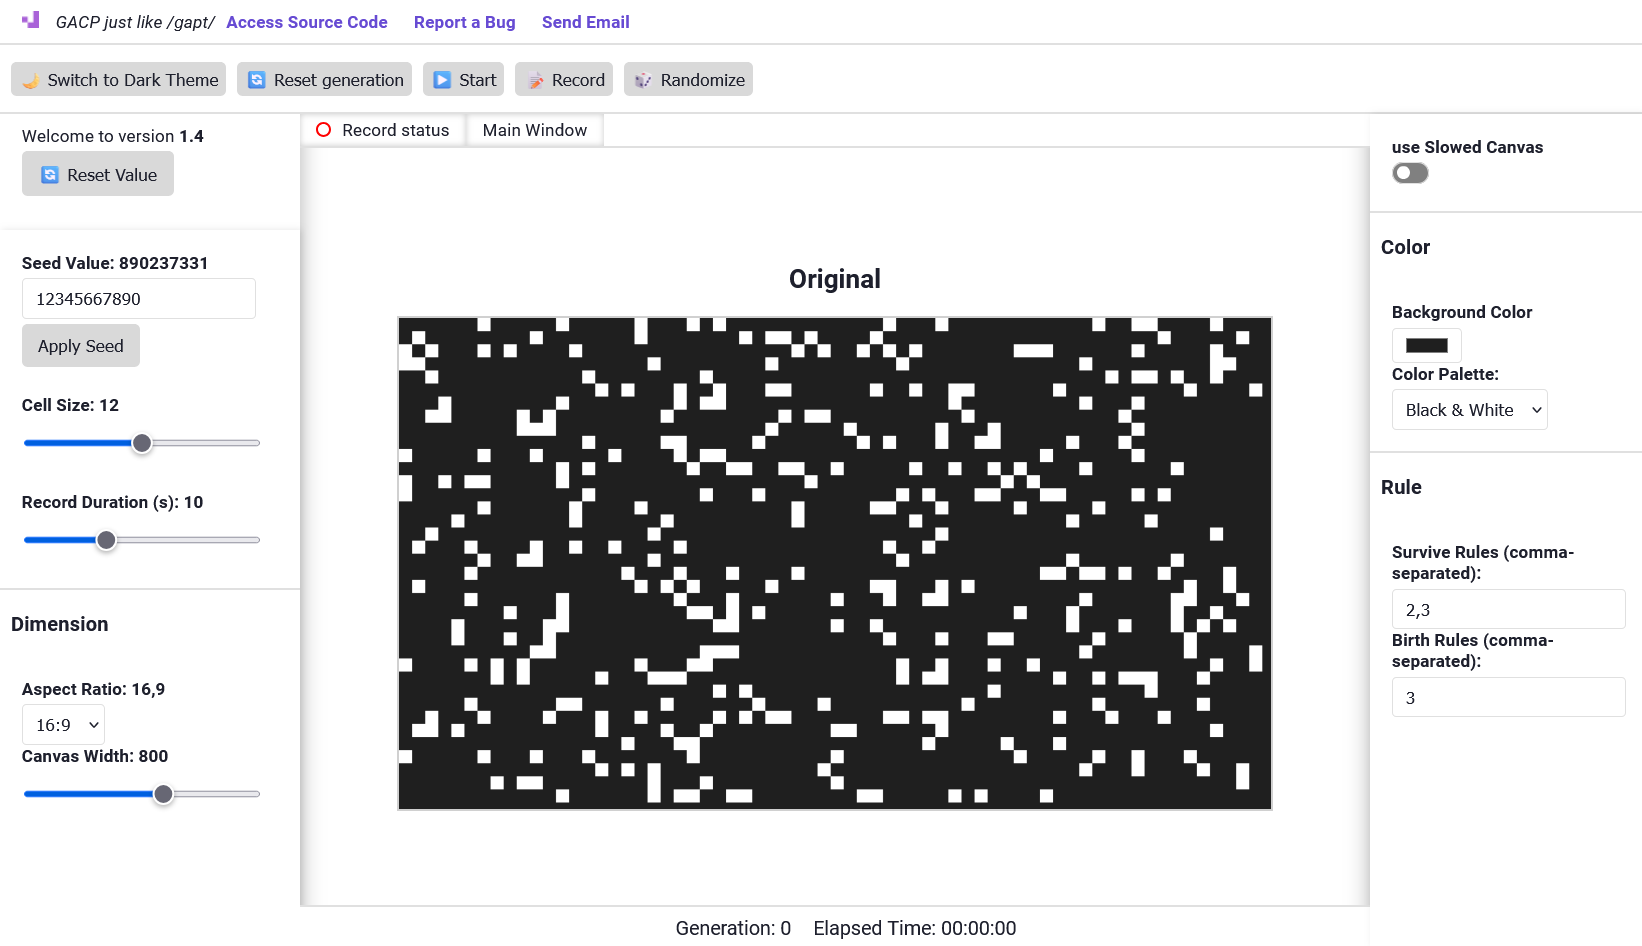 GACP just like /gapt/ Access Source Code Report a Bug Send Email
Switch to Dark Theme Reset generation Start Record Randomize
Welcome to version 1.4
Reset Value
Seed Value: 890237331
12345667890
Apply Seed
Cell Size: 12
Record Duration (s): 10
Dimension
Aspect Ratio: 16,9
16:9
Canvas Width: 800
Record status Main Window
Original
Generation: 0 Elapsed Time: 00:00:00
use Slowed Canvas
Color
Background Color
Color Palette:
Black & White
Rule
Survive Rules (comma-
separated):
2,3
Birth Rules (comma-
separated):
3